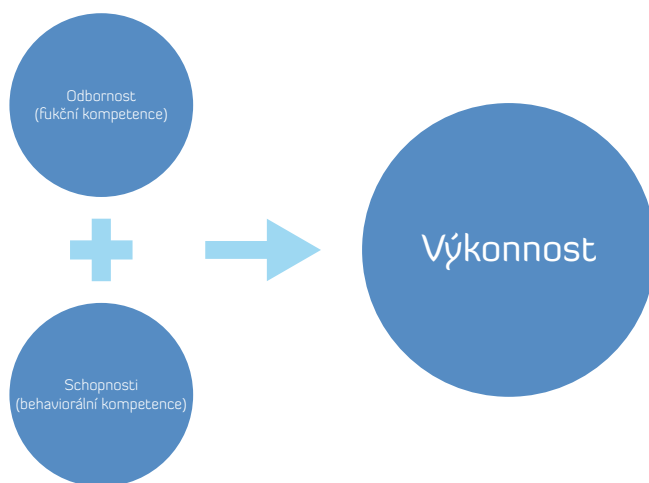 Odbornost
(fukční kompetence)
Výkonnost
Schopnosti
(behaviorální kompetence)